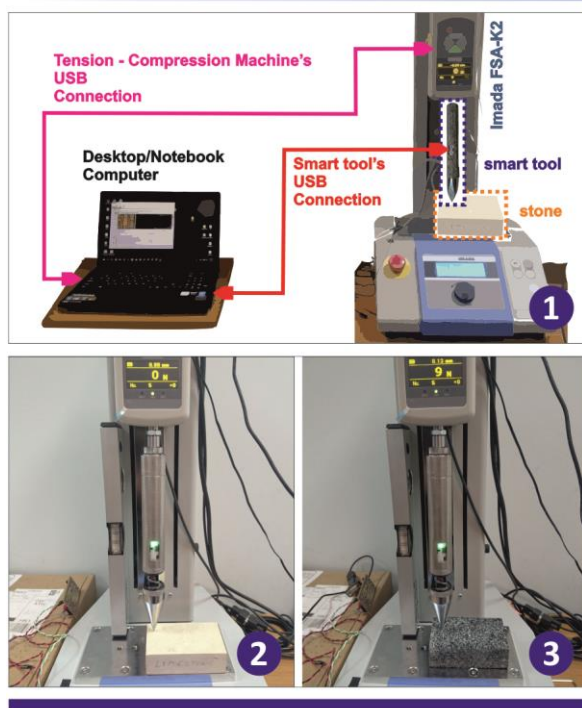 Tension - Compression Machine's
USB
Connection
Imada FSA-K2
Desktop/Notebook
Computer
Smart tool's
USB
Connection
smart tool
stone
1
0 N
2
9 N
3
LIMESTONE